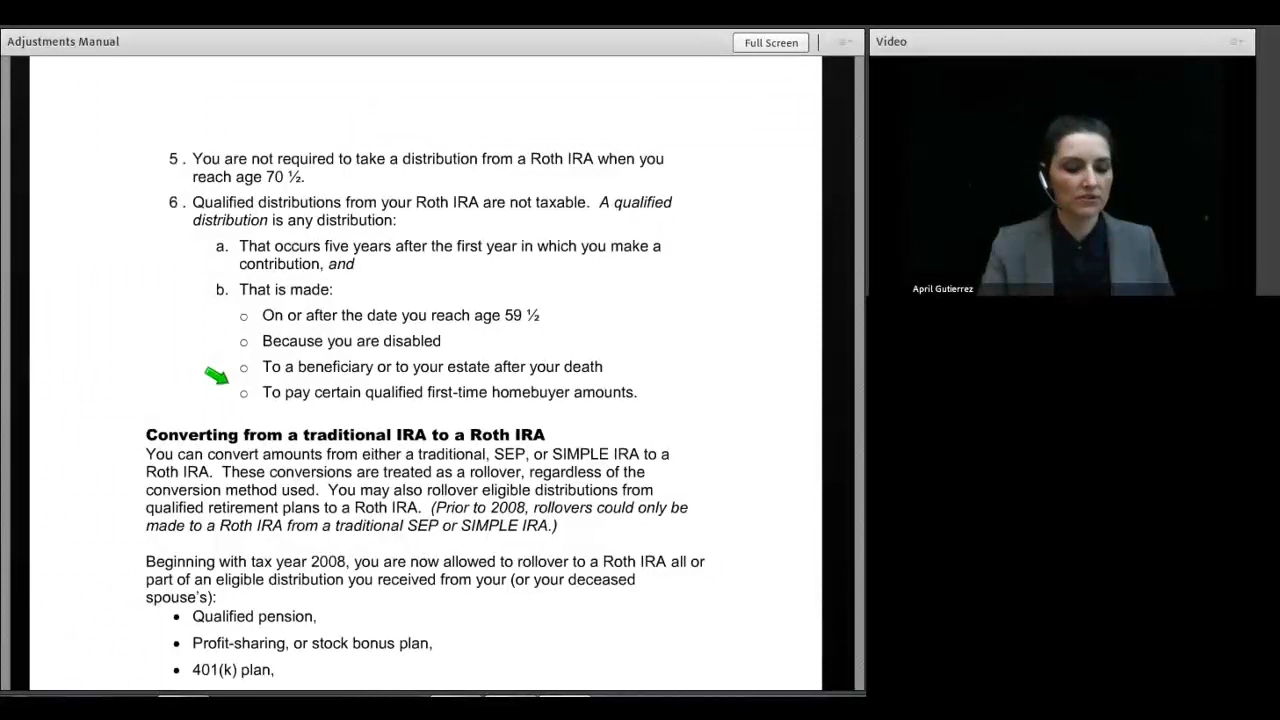 Adjustments Manual
Full Screen
Video
5 . You are not required to take a distribution from a Roth IRA when you
reach age 70 ½.
6 . Qualified distributions from your Roth IRA are not taxable. A qualified
distribution is any distribution:
a. That occurs five years after the first year in which you make a
contribution, and
b. That is made:
○ On or after the date you reach age 59 ½
○ Because you are disabled
○ To a beneficiary or to your estate after your death
○ To pay certain qualified first-time homebuyer amounts.
Converting from a traditional IRA to a Roth IRA
You can convert amounts from either a traditional, SEP, or SIMPLE IRA to a
Roth IRA. These conversions are treated as a rollover, regardless of the
conversion method used. You may also rollover eligible distributions from
qualified retirement plans to a Roth IRA. (Prior to 2008, rollovers could only be
made to a Roth IRA from a traditional SEP or SIMPLE IRA.)
Beginning with tax year 2008, you are now allowed to rollover to a Roth IRA all or
part of an eligible distribution you received from your (or your deceased
spouse's):
• Qualified pension,
• Profit-sharing, or stock bonus plan,
• 401(k) plan,
April Gutierrez